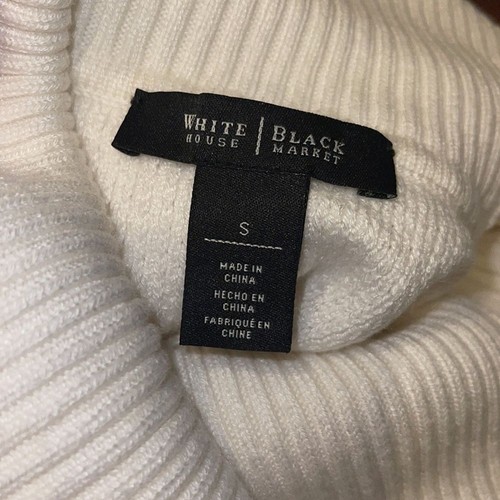 WHITE | BLACK
HOUSE | MARKET
S
MADE IN
CHINA
HECHO EN
CHINA
FABRIQUÉ EN
CHINE